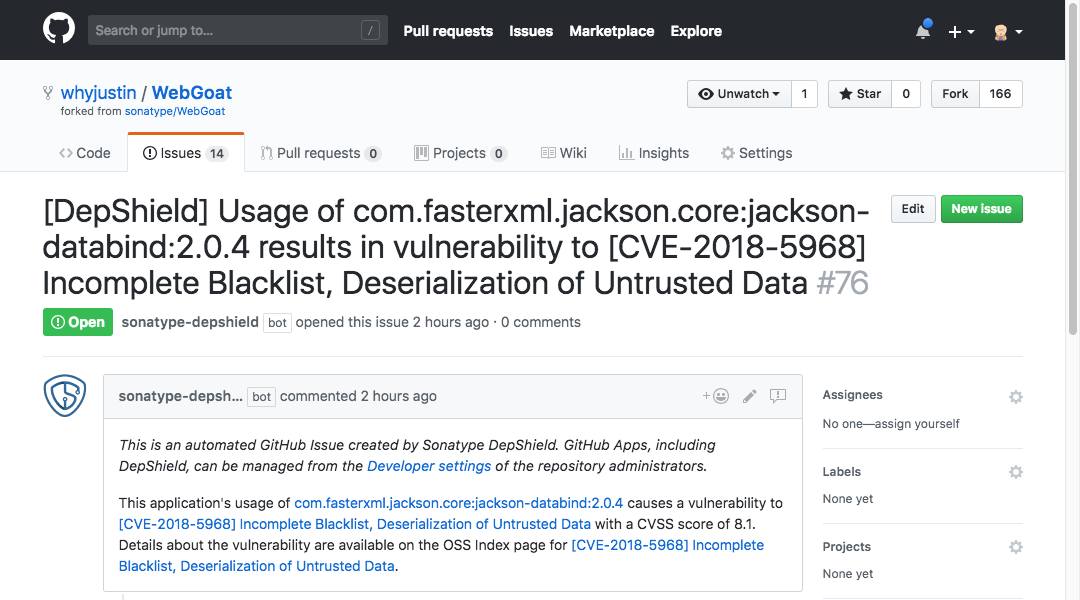 Search or jump to... /
Pull requests Issues Marketplace Explore
whyjustin / WebGoat
forked from sonatype/WebGoat
Unwatch 1 Star 0 Fork 166
Code Issues 14 Pull requests 0 Projects 0 Wiki Insights Settings
[DepShield] Usage of com.fasterxml.jackson.core:jackson-
databind:2.0.4 results in vulnerability to [CVE-2018-5968]
Incomplete Blacklist, Deserialization of Untrusted Data #76
Edit New issue
Open sonatype-depshield bot opened this issue 2 hours ago · 0 comments
sonatype-depsh... bot commented 2 hours ago
This is an automated GitHub Issue created by Sonatype DepShield. GitHub Apps, including
DepShield, can be managed from the Developer settings of the repository administrators.
This application's usage of com.fasterxml.jackson.core:jackson-databind:2.0.4 causes a vulnerability to
[CVE-2018-5968] Incomplete Blacklist, Deserialization of Untrusted Data with a CVSS score of 8.1.
Details about the vulnerability are available on the OSS Index page for [CVE-2018-5968] Incomplete
Blacklist, Deserialization of Untrusted Data.
Assignees
No one—assign yourself
Labels
None yet
Projects
None yet